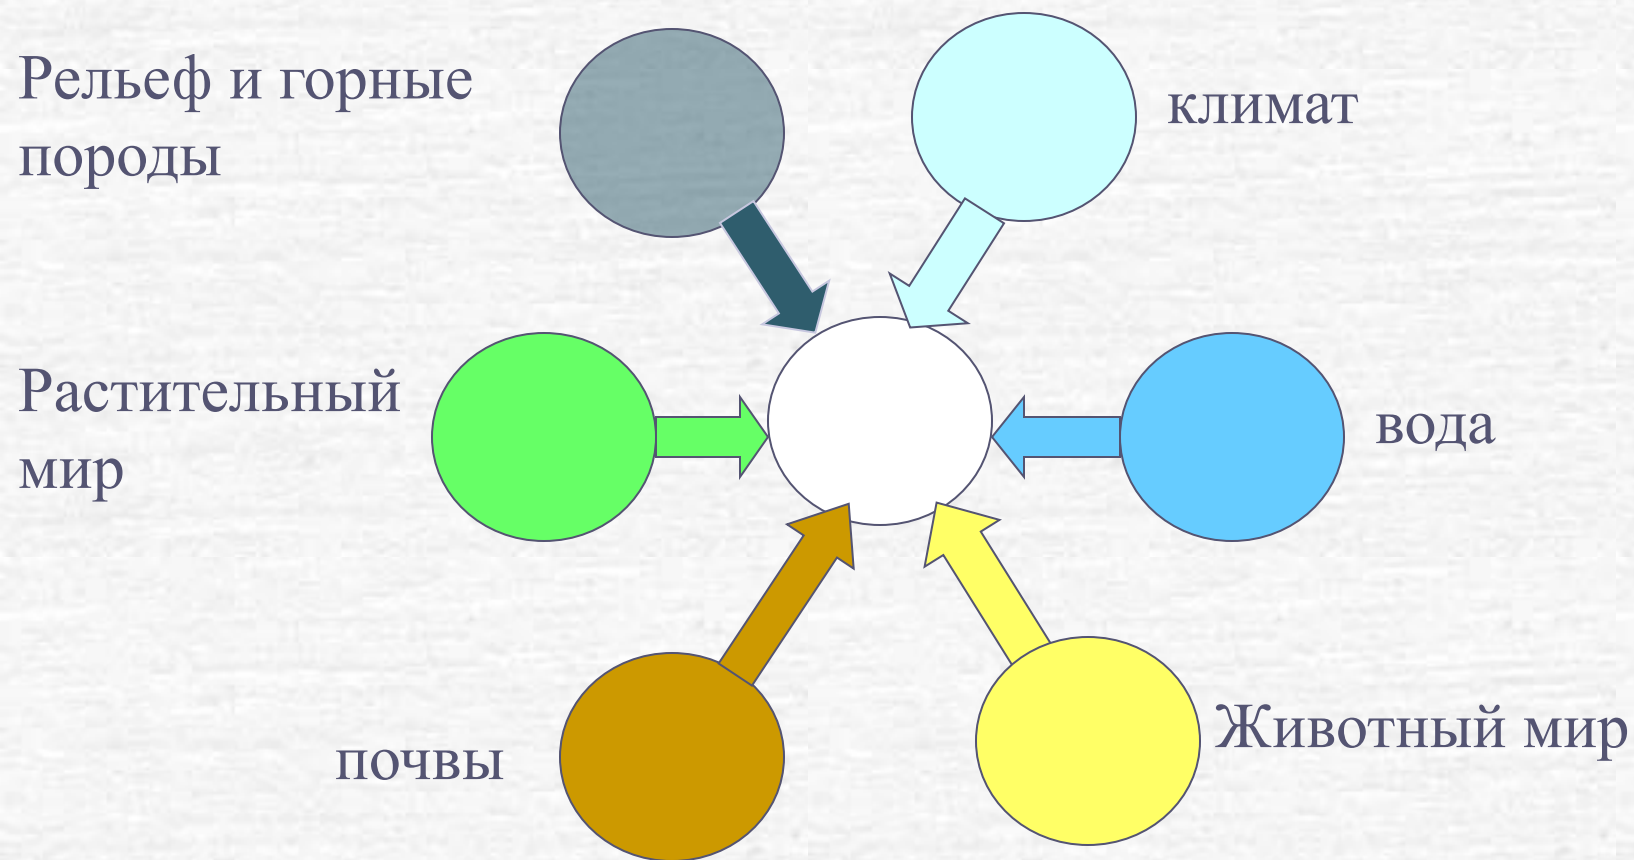 Рельеф и горные
породы
климат
Растительный
мир
вода
почвы
Животный мир